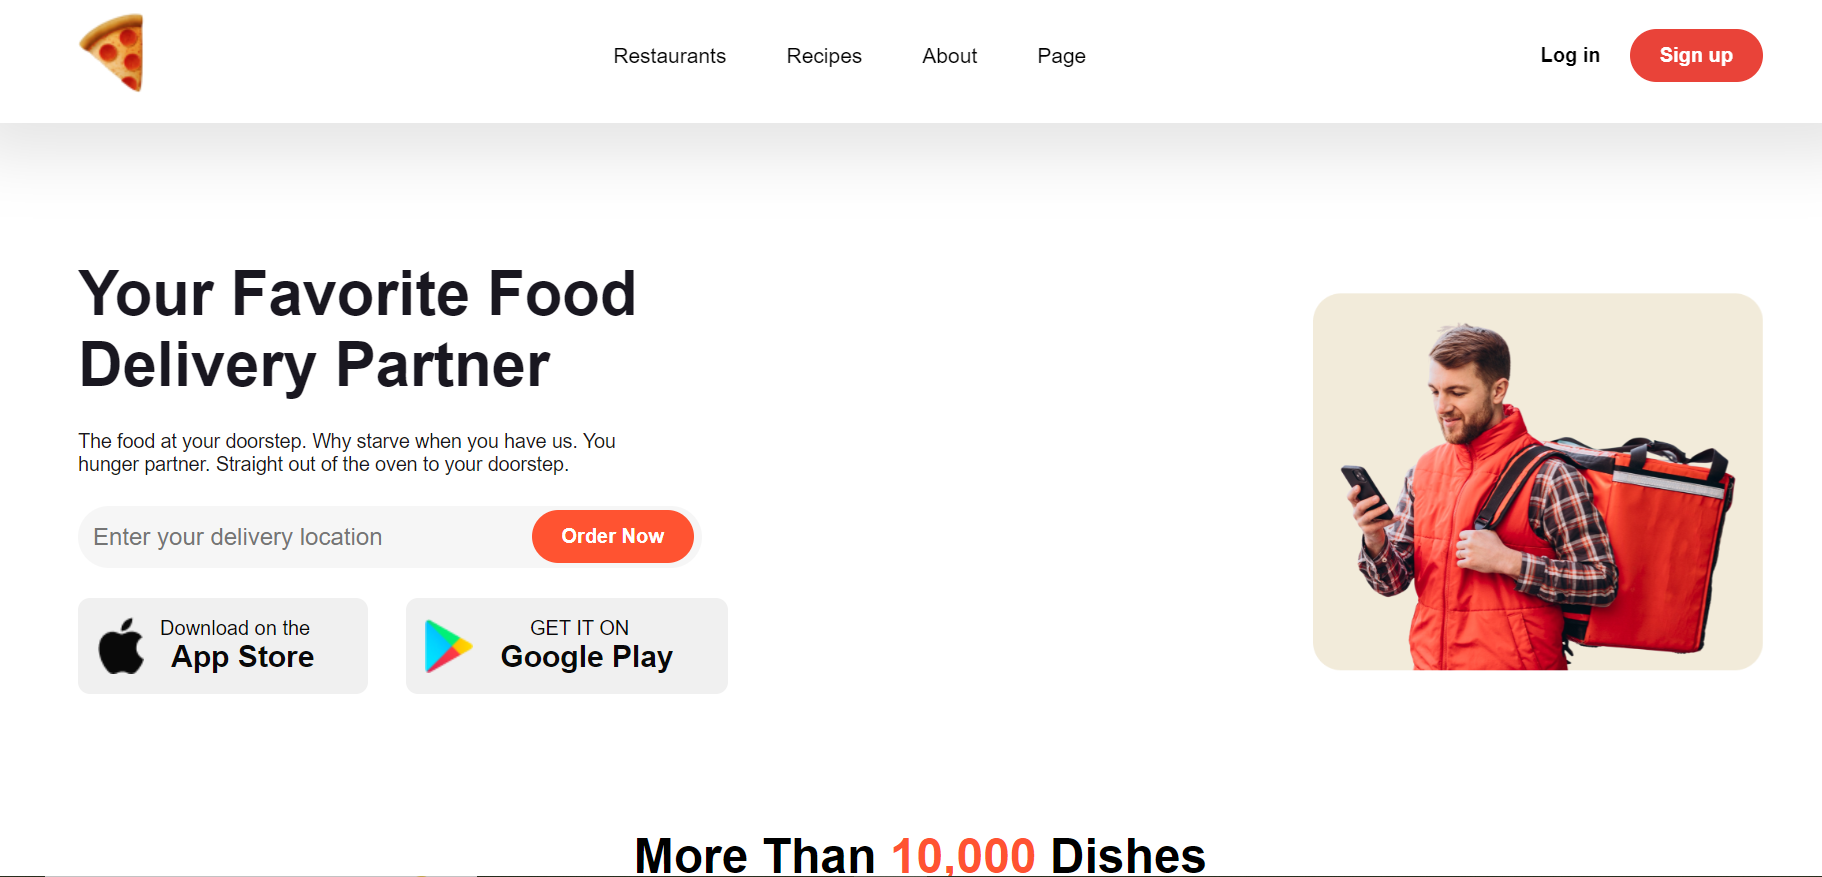 Restaurants
Recipes
About
Page
Log in
Sign up
Your Favorite Food
Delivery Partner
The food at your doorstep. Why starve when you have us. You
hunger partner. Straight out of the oven to your doorstep.
Enter your delivery location
Order Now
Download on the
App Store
GET IT ON
Google Play
More Than 10,000 Dishes